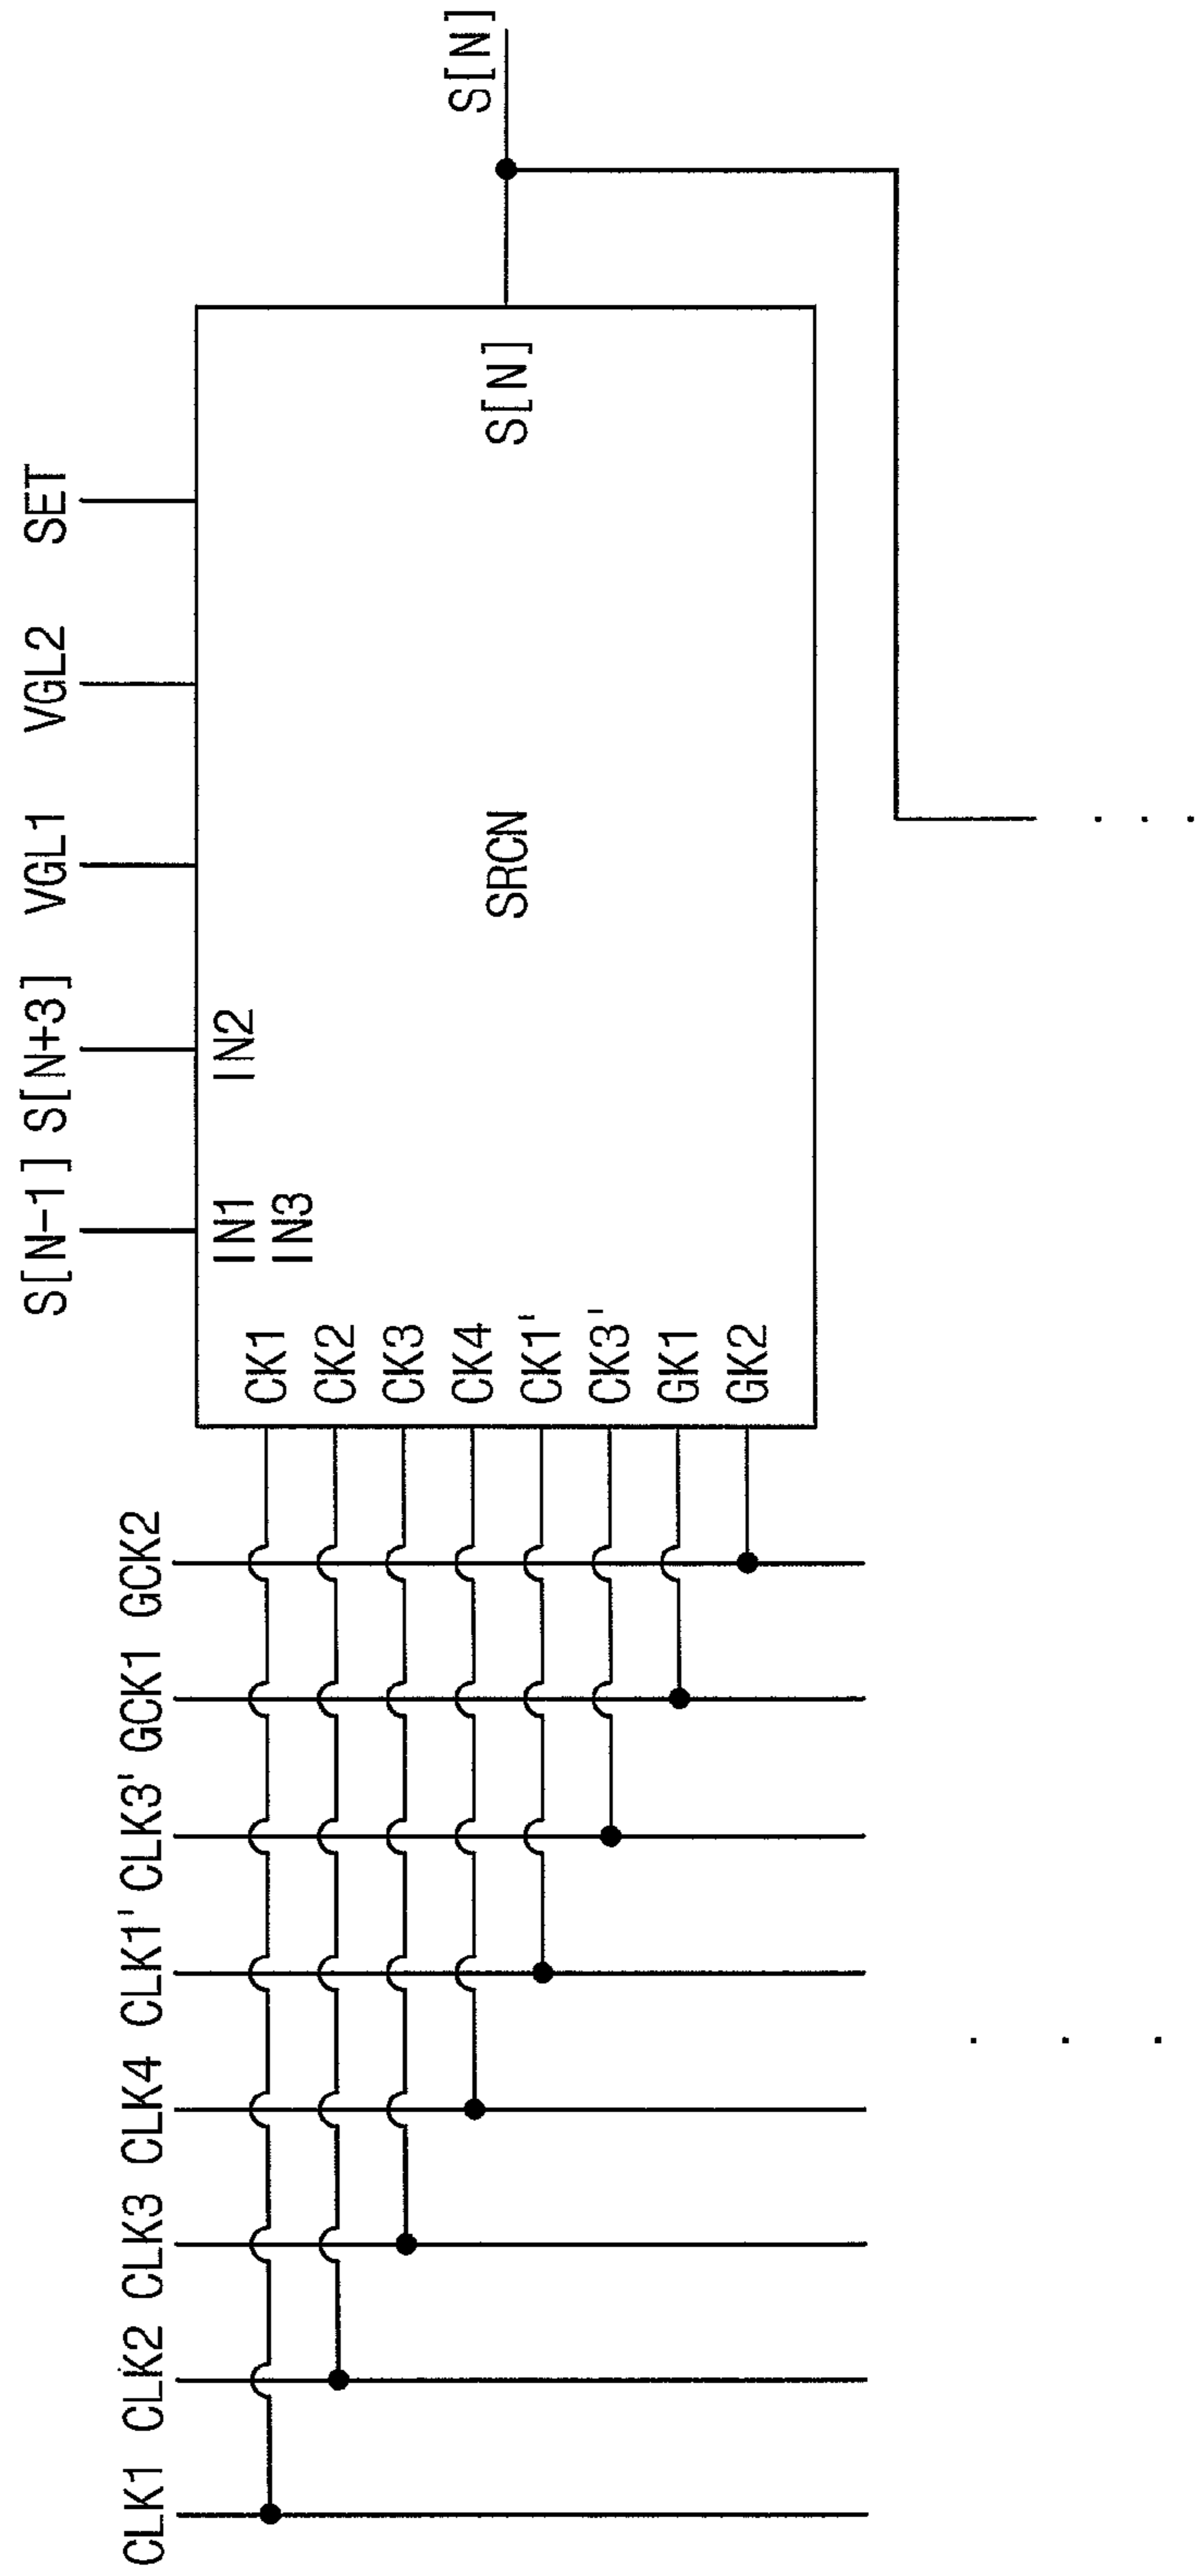 S[N-1] S[N+3] VGL1 VGL2 SET
IN1 IN2
IN3
CLK1 CLK2 CLK3 CLK4 CLK1' CLK3' GCK1 GCK2
CK1
CK2
CK3
CK4
CK1'
CK3'
GK1
GK2
SRCN
S[N]
S[N]